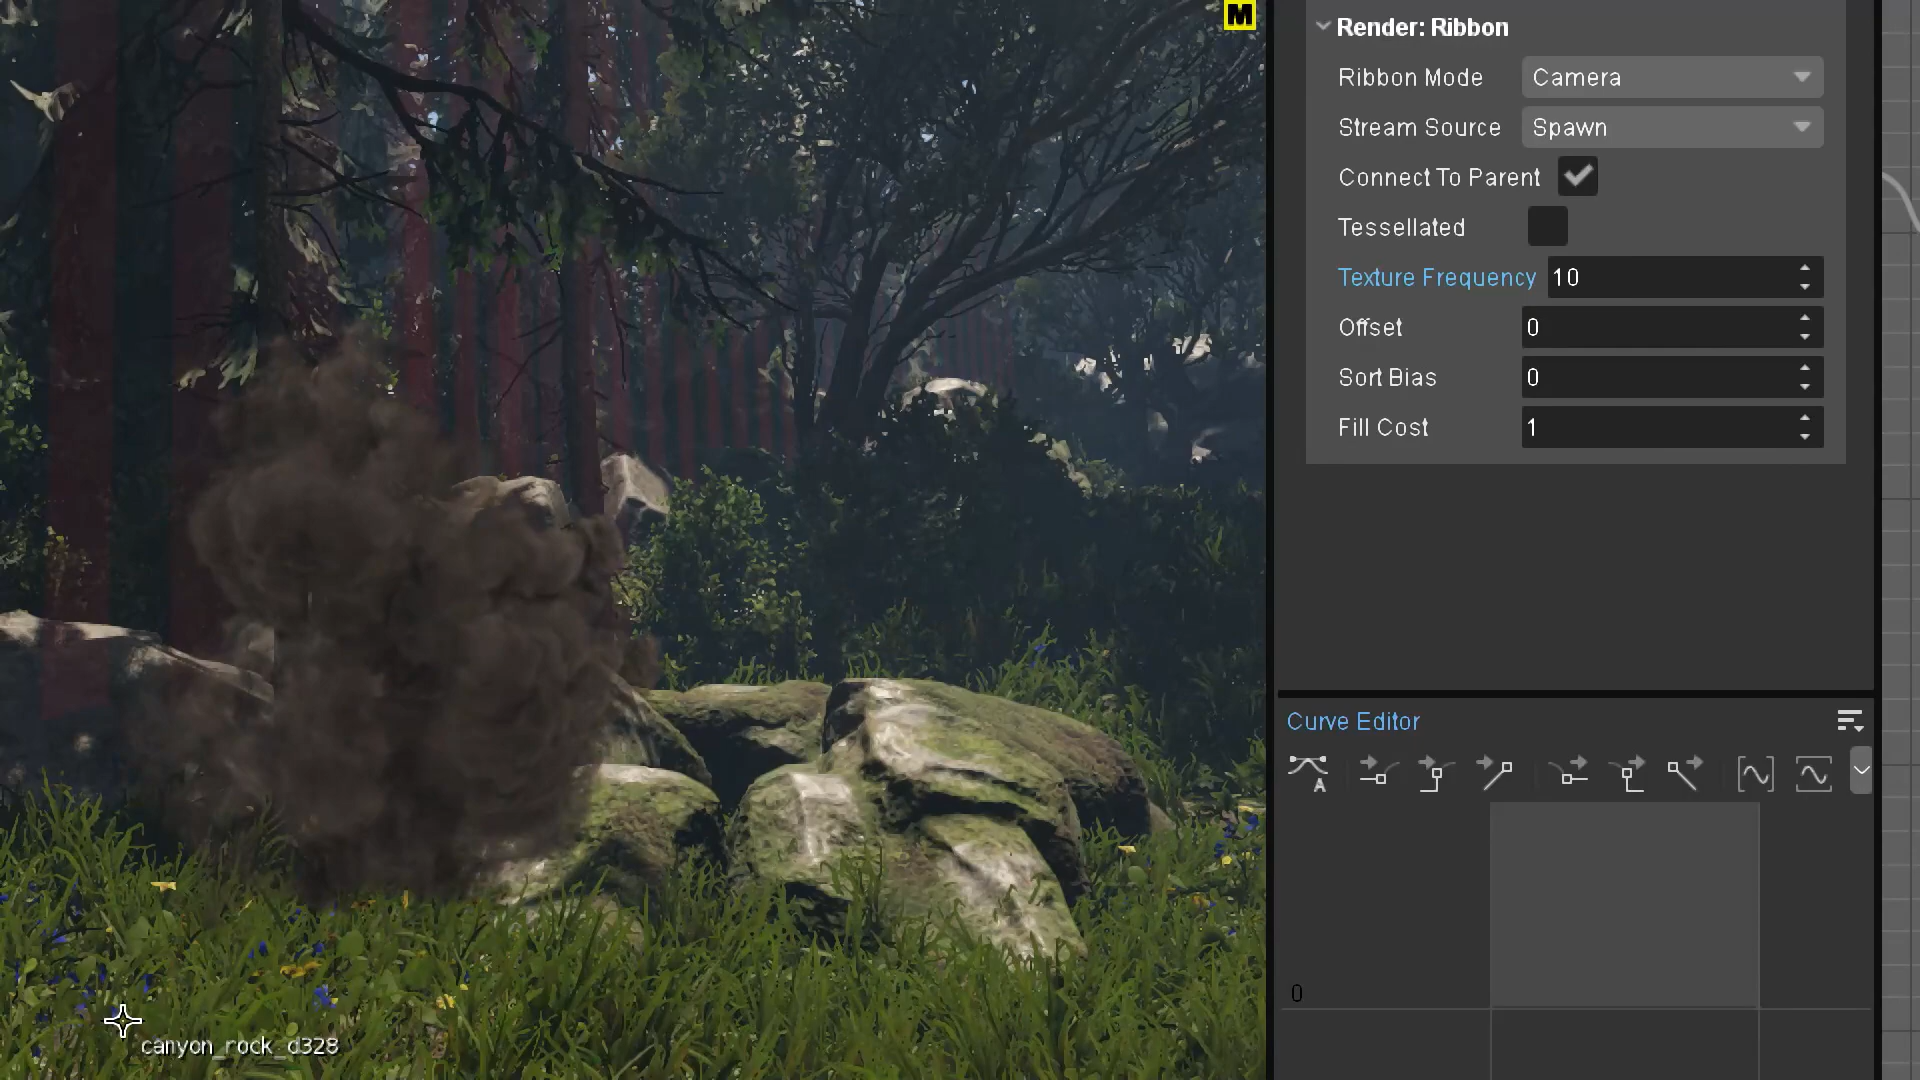 M
Render: Ribbon
Ribbon Mode Camera
Stream Source Spawn
Connect To Parent
Tessellated
Texture Frequency 10
Offset 0
Sort Bias 0
Fill Cost 1
Curve Editor
A
0
canyon_rock_d328